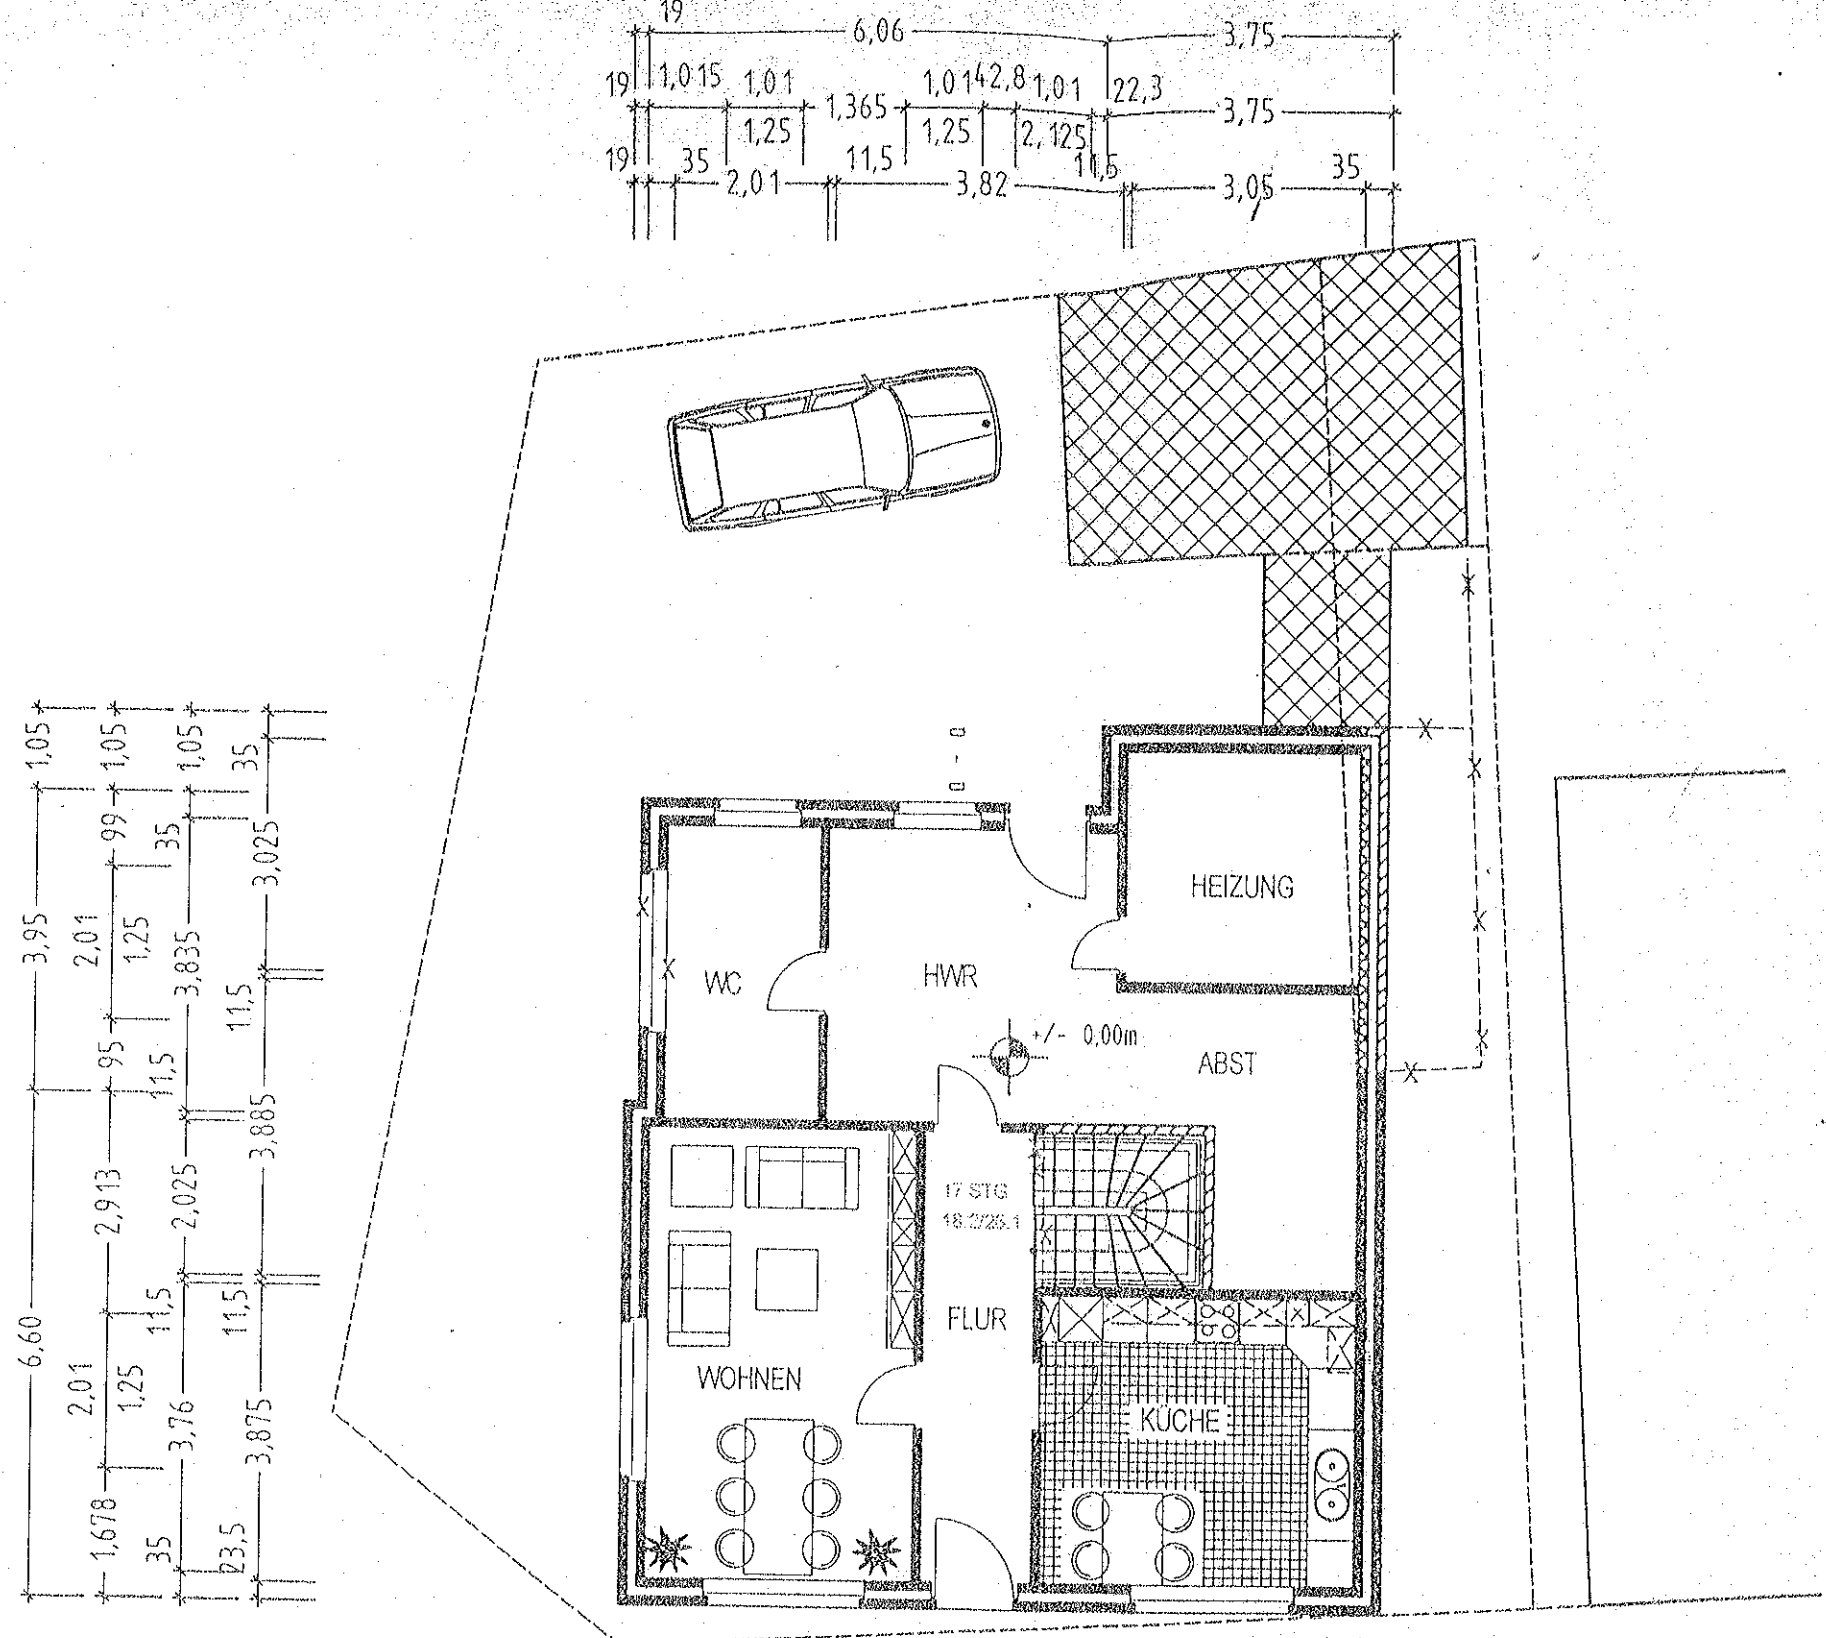 19
6,06 3,75
19 1,015 1,01 1,365 1,01 42,8 1,01 22,3 3,75
1,25 1,25 2,125
19 35 2,01 11,5 3,82 11,5 3,05 35
1,05 1,05 1,05 35
3,95 99 35 3,025
2,01 1,25 3,835
95 11,5 11,5
6,60 2,913 2,025 3,885
11,5 11,5
2,01 1,25 3,76 3,875
1,678 35 23,5
a - a
HEIZUNG
WC
HWR
+/- 0,00m
ABST
17 STG
18.2/26.1
FLUR
WOHNEN
KÜCHE